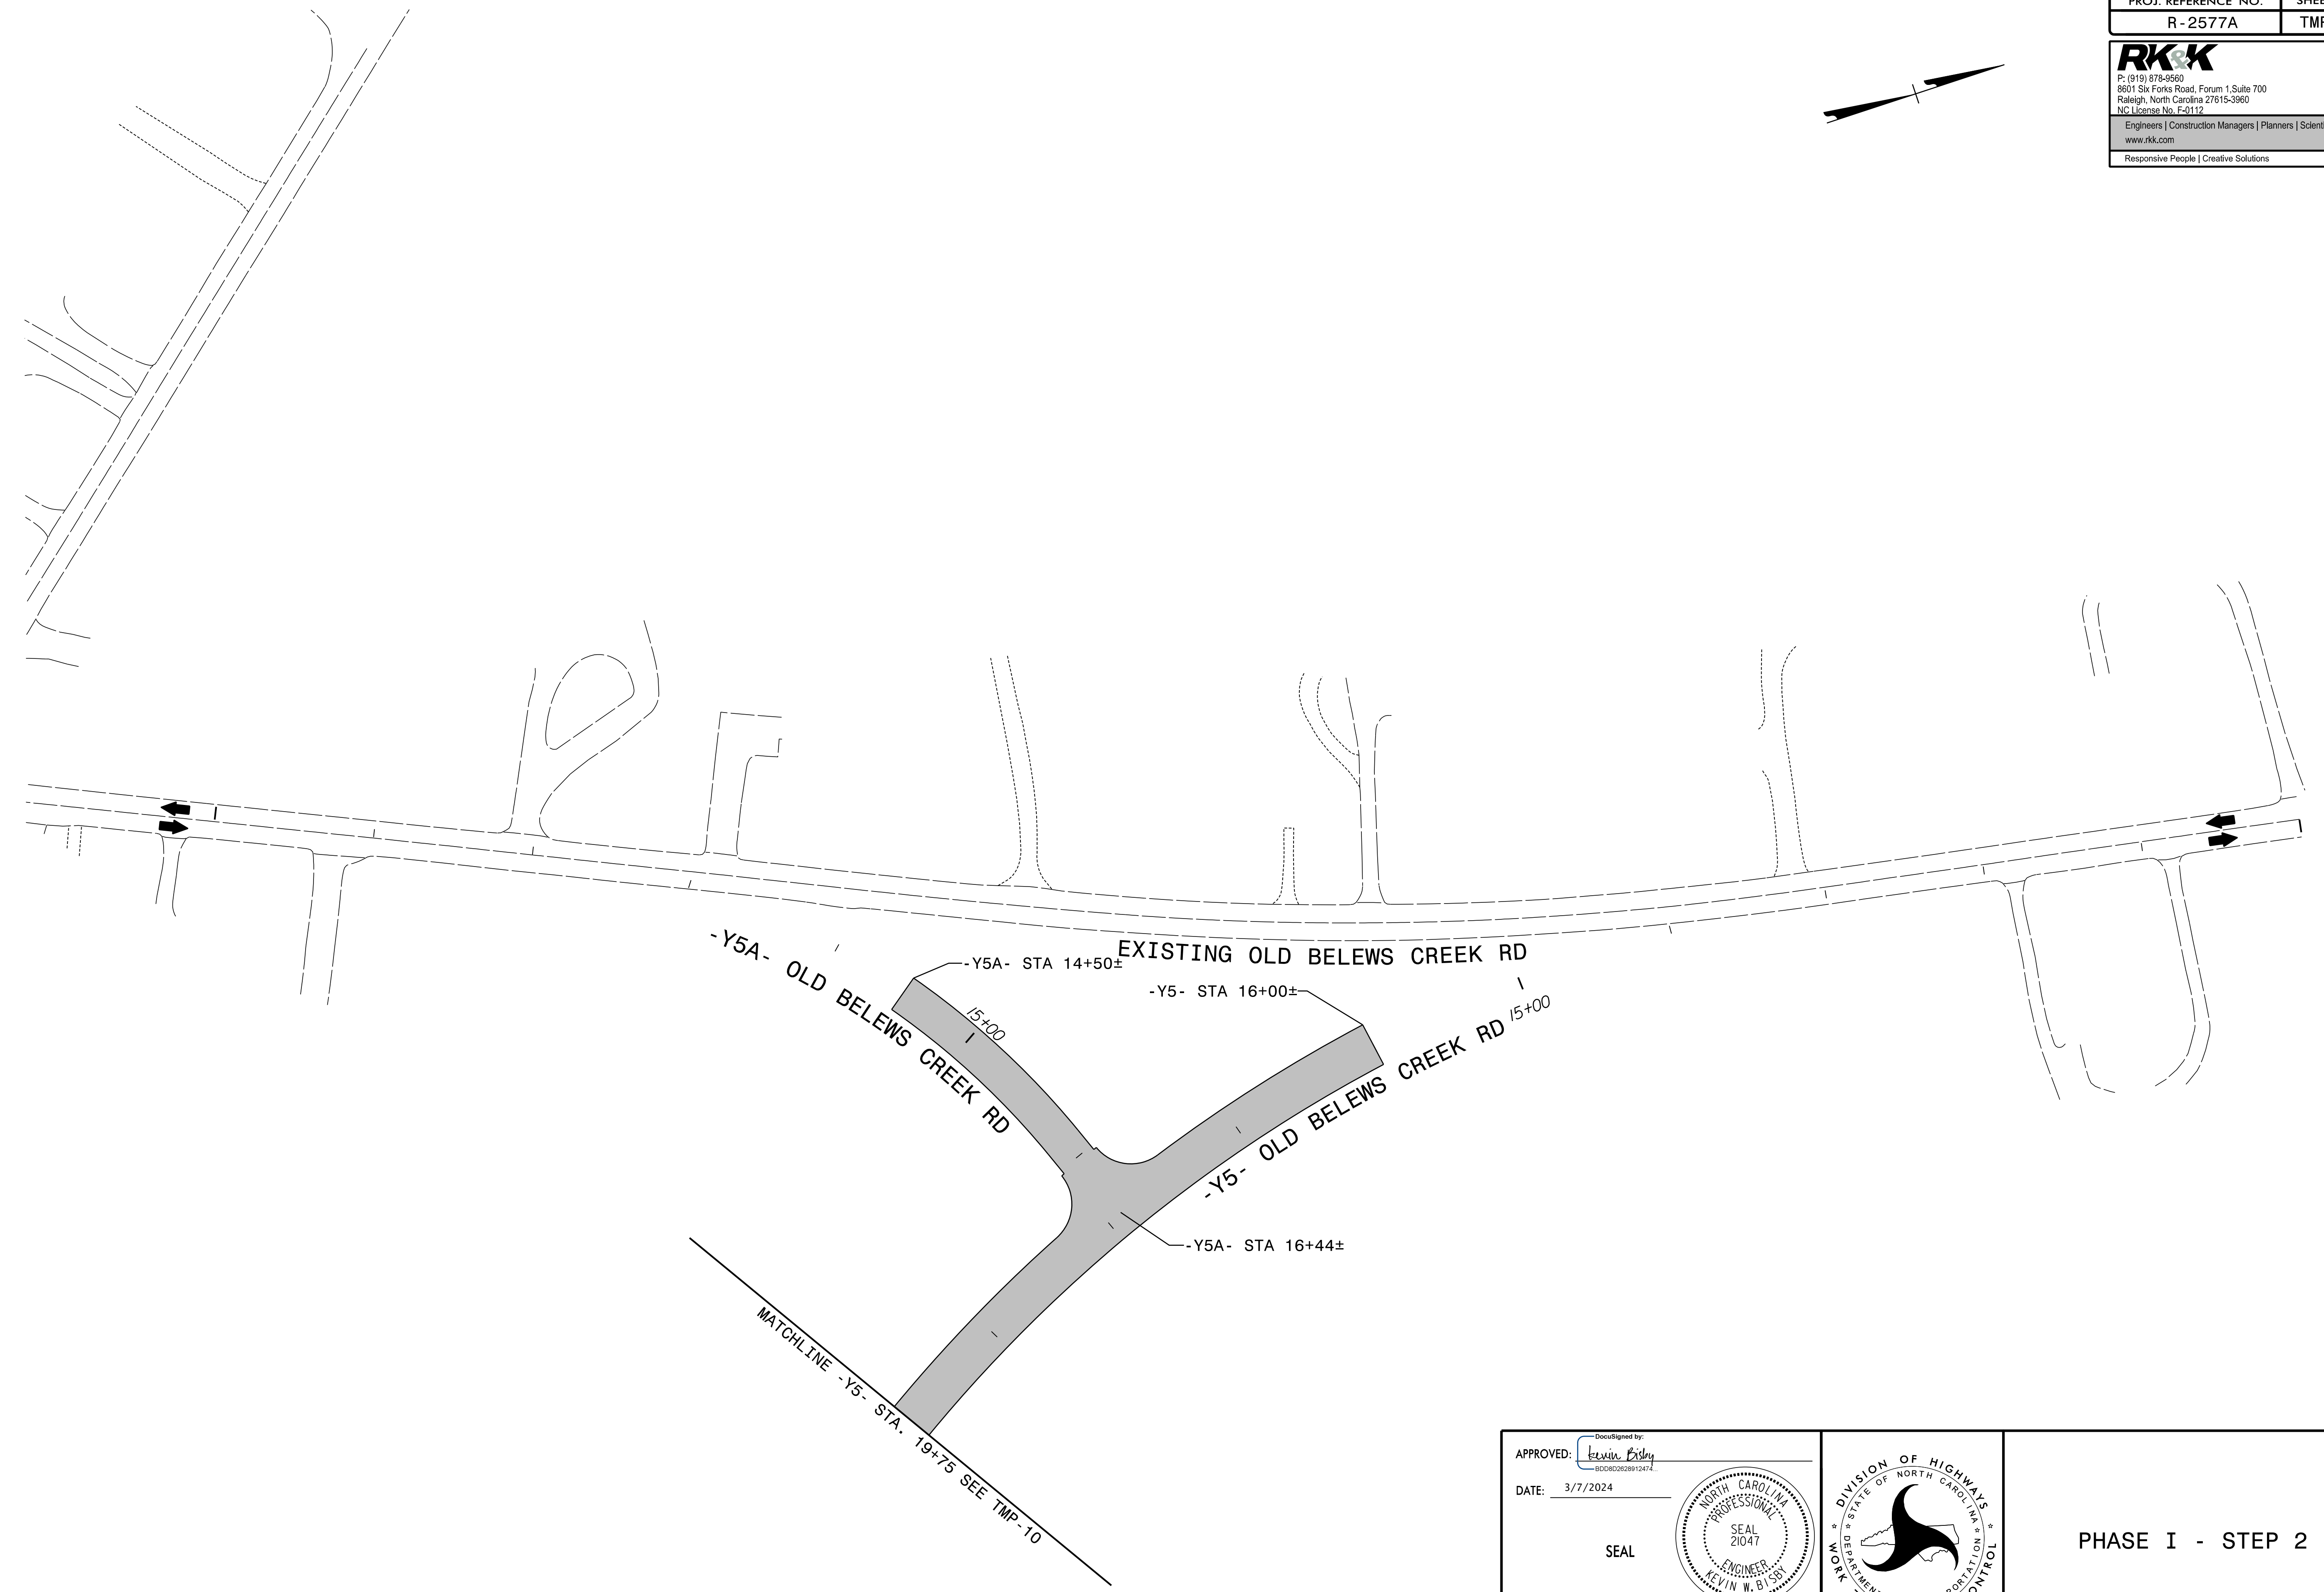 PROJ. REFERENCE NO.
R-2577A
RK&K
P: (919) 878-9560
8601 Six Forks Road, Forum 1,Suite 700
Raleigh, North Carolina 27615-3960
NC License No. F-0112
Engineers | Construction Managers | Planners |
www.rkk.com
Responsive People | Creative Solutions
EXISTING OLD BELEWS CREEK RD
-Y5A- OLD BELEWS CREEK RD
-Y5A- STA 14+50±
-Y5- STA 16+00±
15+00
15+00
-Y5- OLD BELEWS CREEK RD
-Y5A- STA 16+44±
MATCHLINE -Y5- STA. 19+75 SEE TMP-10
APPROVED:
DocuSigned by:
Kevin Bisby
BDD8D2628912474...
DATE: 3/7/2024
SEAL
NORTH CAROLINA
PROFESSIONAL
SEAL
21047
ENGINEER
KEVIN W. BISBY
DIVISION OF HIGHWAYS
STATE OF NORTH CAROLINA
WORK
PHASE I - STEP 2